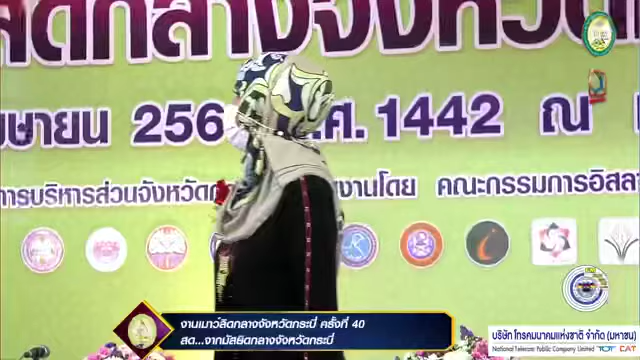 ลิดกลางจังหวัด
มษายน 256 ศ. 1442 ณ
การบริหารส่วนจังหวัด งานโดย คณะกรรมการอิสลา
งานเมาว์ลิดกลางจังหวัดกระบี่ ครั้งที่ 40
สด...จากมัสยิดกลางจังหวัดกระบี่
บริษัท โทรคมนาคมแห่งชาติ จำกัด (มหาชน)
National Telecom Public Company Limited TOT CAT